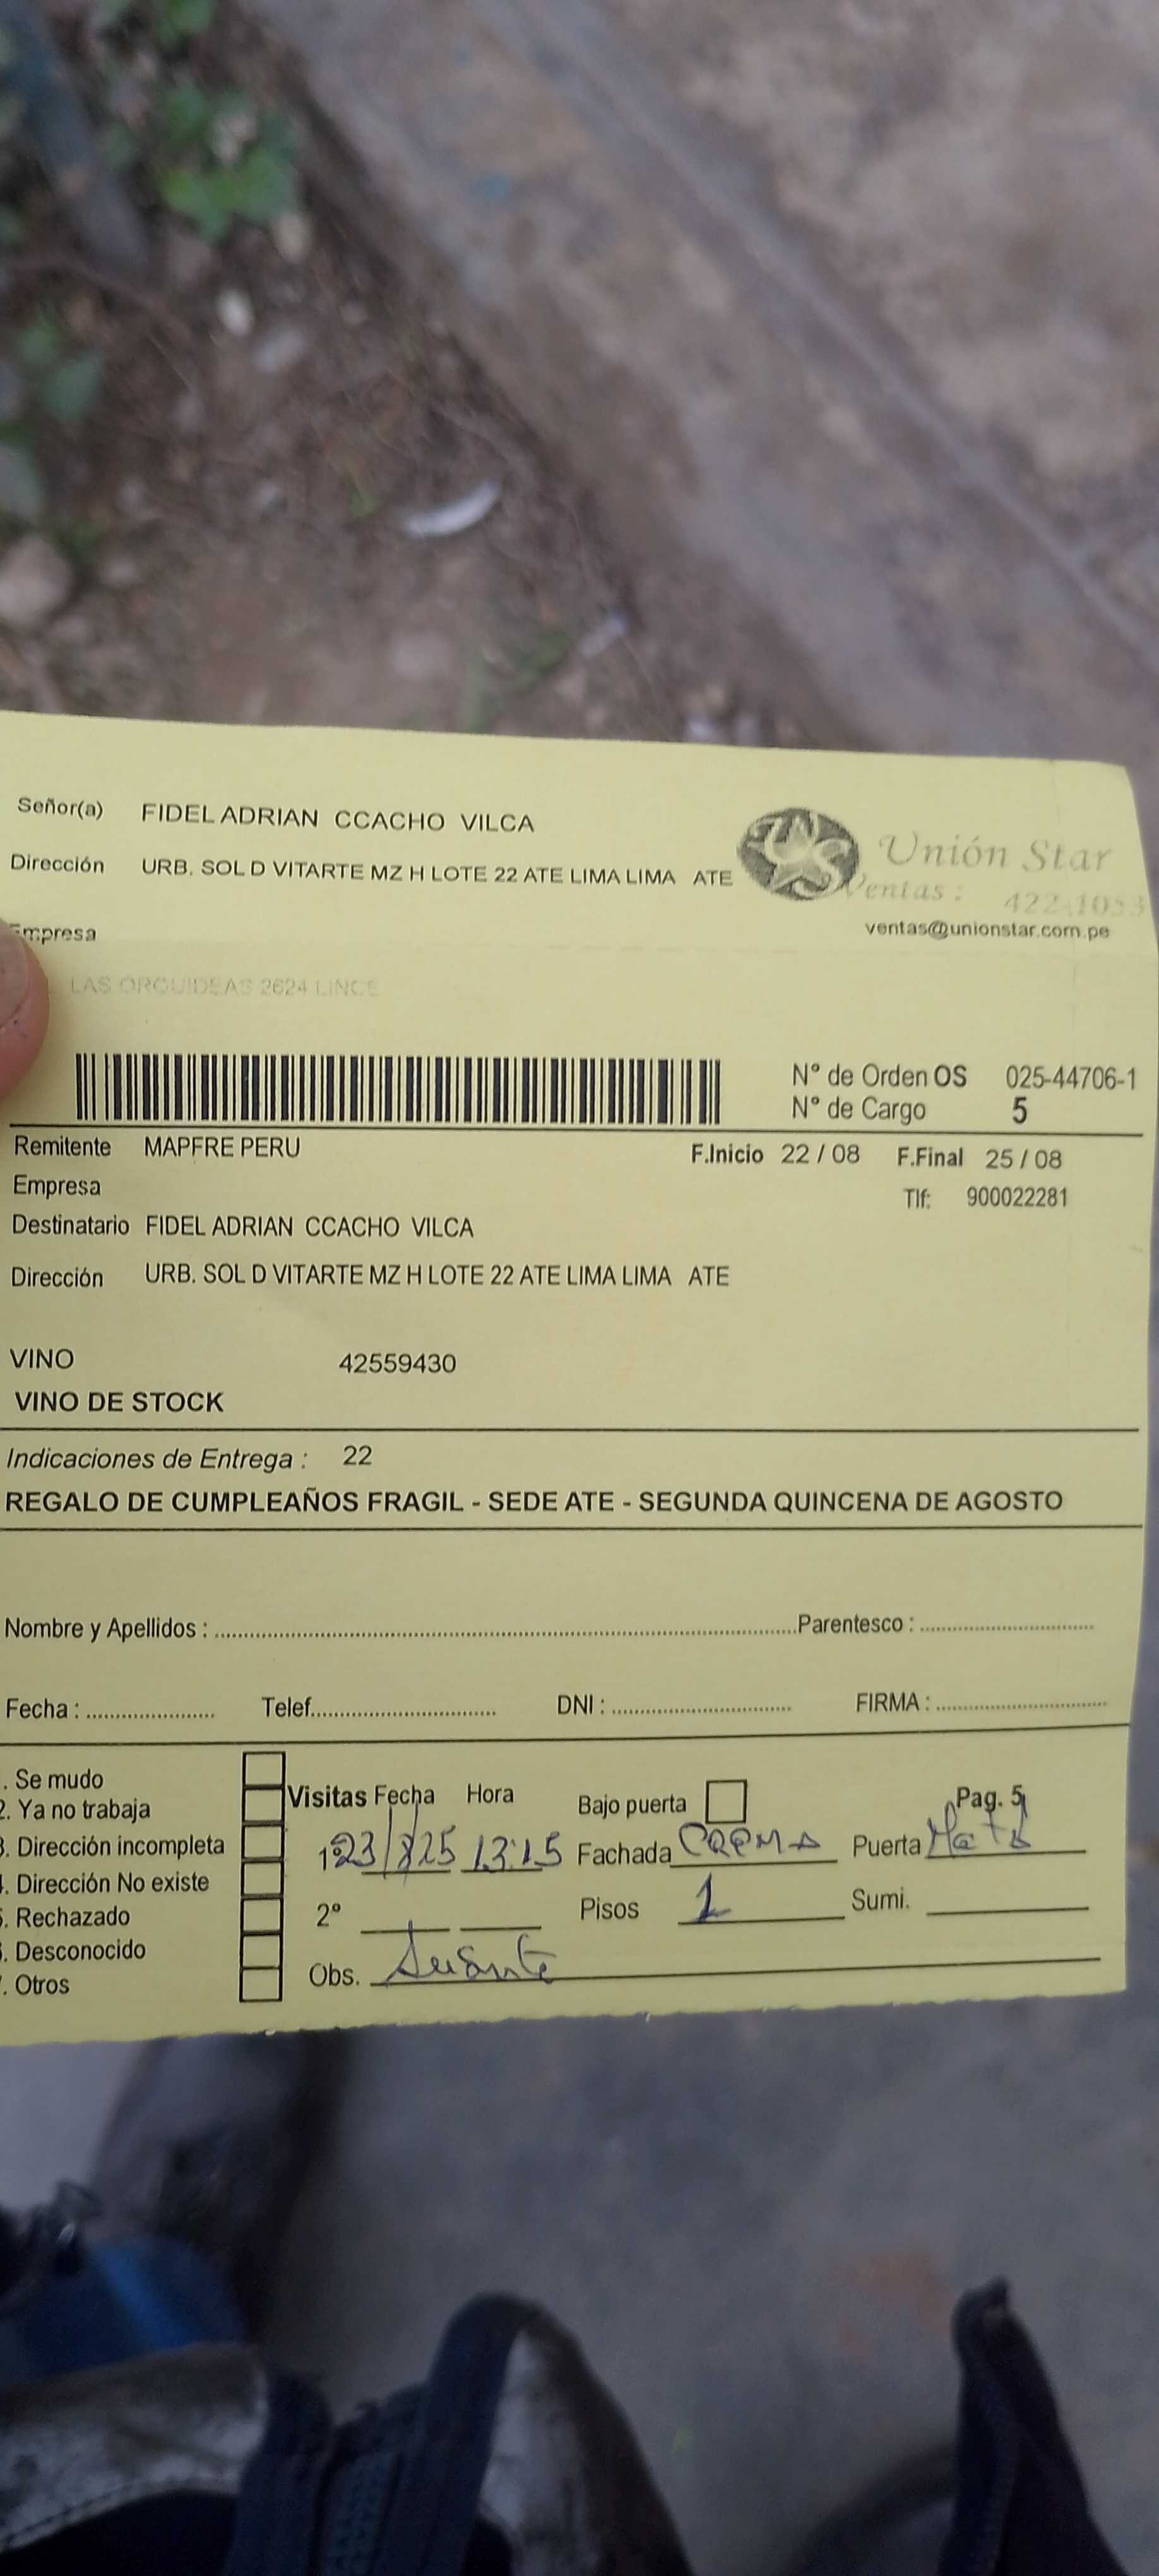 Señor(a) FIDEL ADRIAN CCACHO VILCA
Dirección URB. SOL D VITARTE MZ H LOTE 22 ATE LIMA LIMA ATE
Unión Star
Ventas : 422-1053
Empresa
ventas@unionstar.com.pe
LAS ORQUIDEAS 2624 LINCE
N° de Orden OS 025-44706-1
N° de Cargo 5
Remitente MAPFRE PERU F.Inicio 22 / 08 F.Final 25 / 08
Empresa Tlf: 900022281
Destinatario FIDEL ADRIAN CCACHO VILCA
Dirección URB. SOL D VITARTE MZ H LOTE 22 ATE LIMA LIMA ATE
VINO 42559430
VINO DE STOCK
Indicaciones de Entrega : 22
REGALO DE CUMPLEAÑOS FRAGIL - SEDE ATE - SEGUNDA QUINCENA DE AGOSTO
Nombre y Apellidos : Parentesco :
Fecha : Telef. DNI : FIRMA :
. Se mudo
2. Ya no trabaja
3. Dirección incompleta
4. Dirección No existe
5. Rechazado
6. Desconocido
7. Otros
Visitas Fecha Hora Bajo puerta Pag. 5
1 23/8/25 13:15 Fachada CREMA Puerta
2° Pisos 1 Sumi.
Obs.